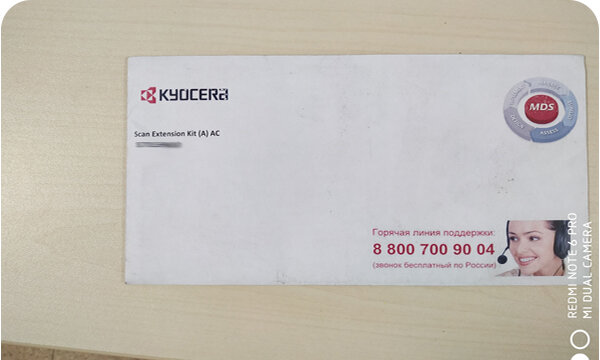 KYOCERA
MDS
ASSESS
Scan Extension Kit (A) AC
Горячая линия поддержки:
8 800 700 90 04
(звонок бесплатный по России)
REDMI NOTE 6 PRO
MI DUAL CAMERA